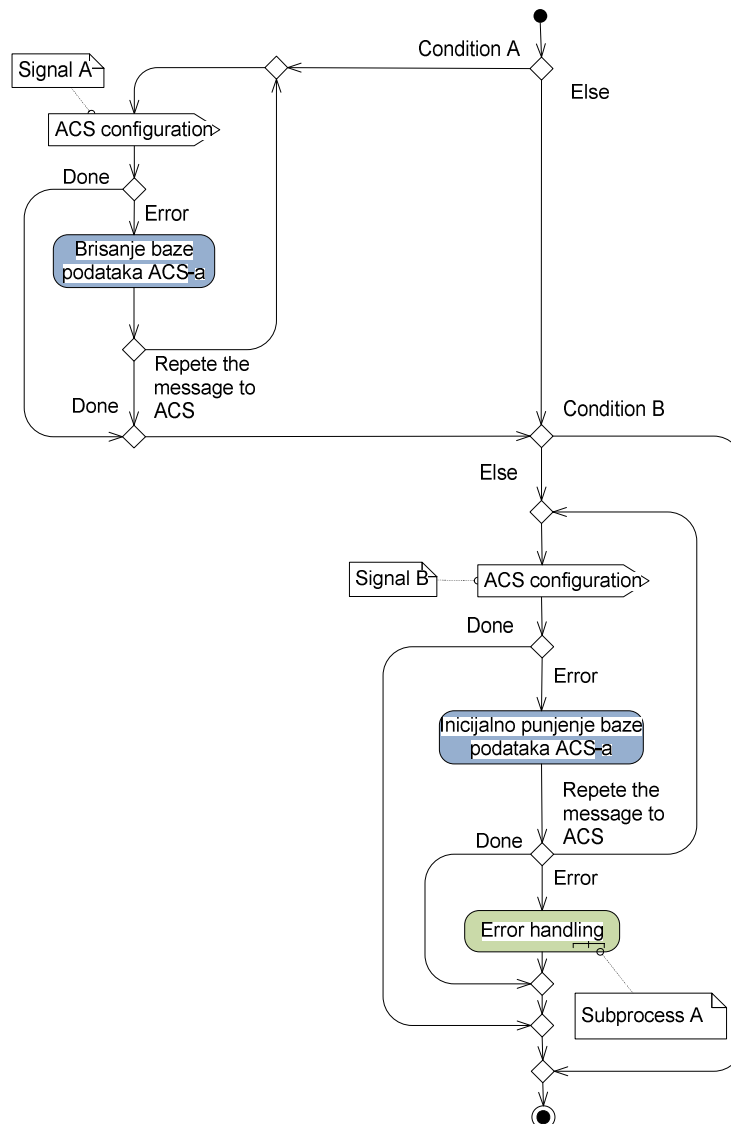 Condition A
Signal A
Else
ACS configuration
Done
Error
Brisanje baze
podataka ACS-a
Repete the
message to
ACS
Done
Condition B
Else
Signal B
ACS configuration
Done
Error
Inicijalno punjenje baze
podataka ACS-a
Repete the
message to
ACS
Done
Error
Error handling
Subprocess A